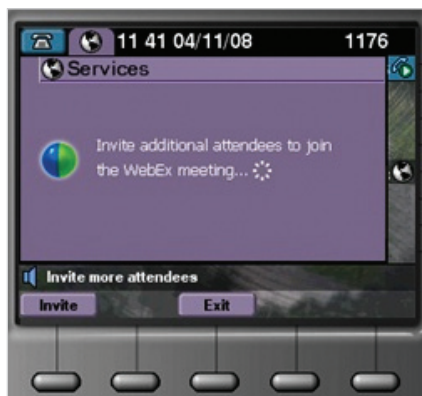 11 41 04/11/08 1176
Services
Invite additional attendees to join
the WebEx meeting...
Invite more attendees
Invite Exit